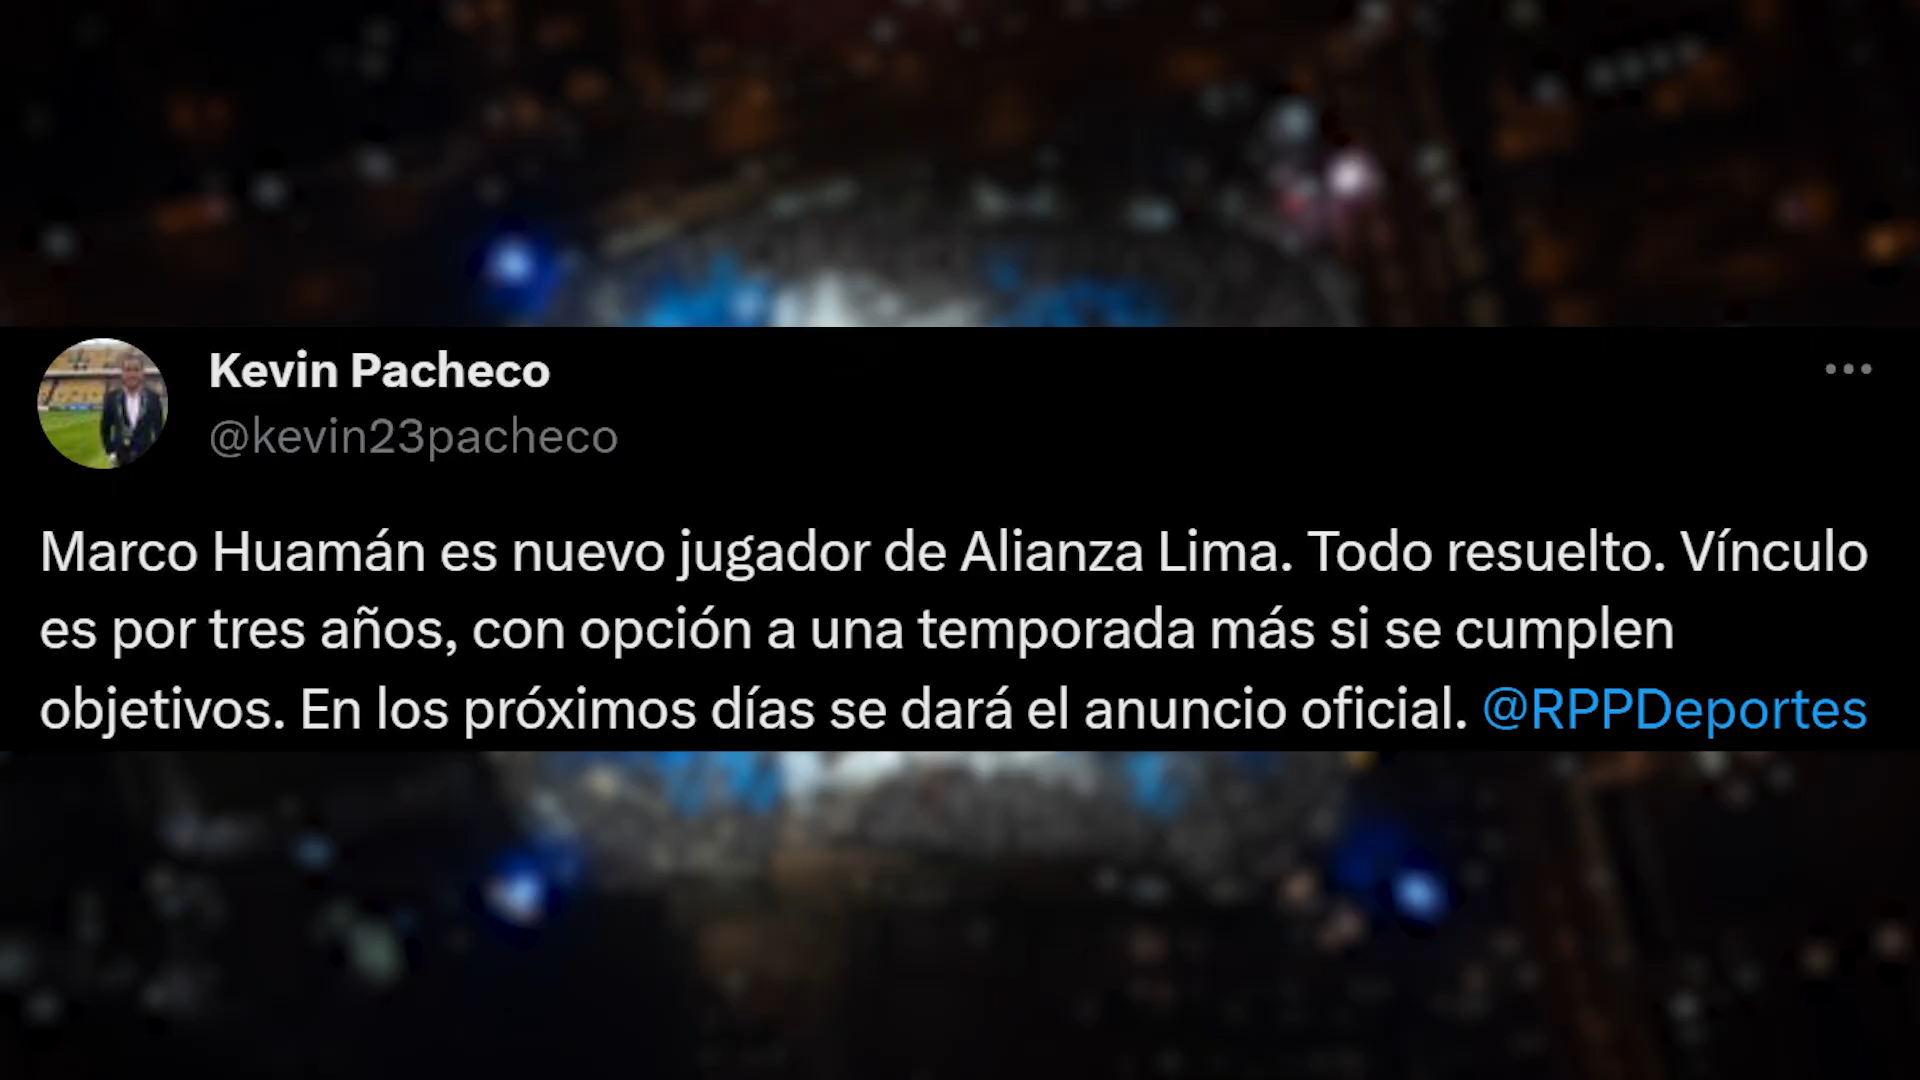 Kevin Pacheco
@kevin23pacheco
Marco Huamán es nuevo jugador de Alianza Lima. Todo resuelto. Vínculo
es por tres años, con opción a una temporada más si se cumplen
objetivos. En los próximos días se dará el anuncio oficial. @RPPDeportes